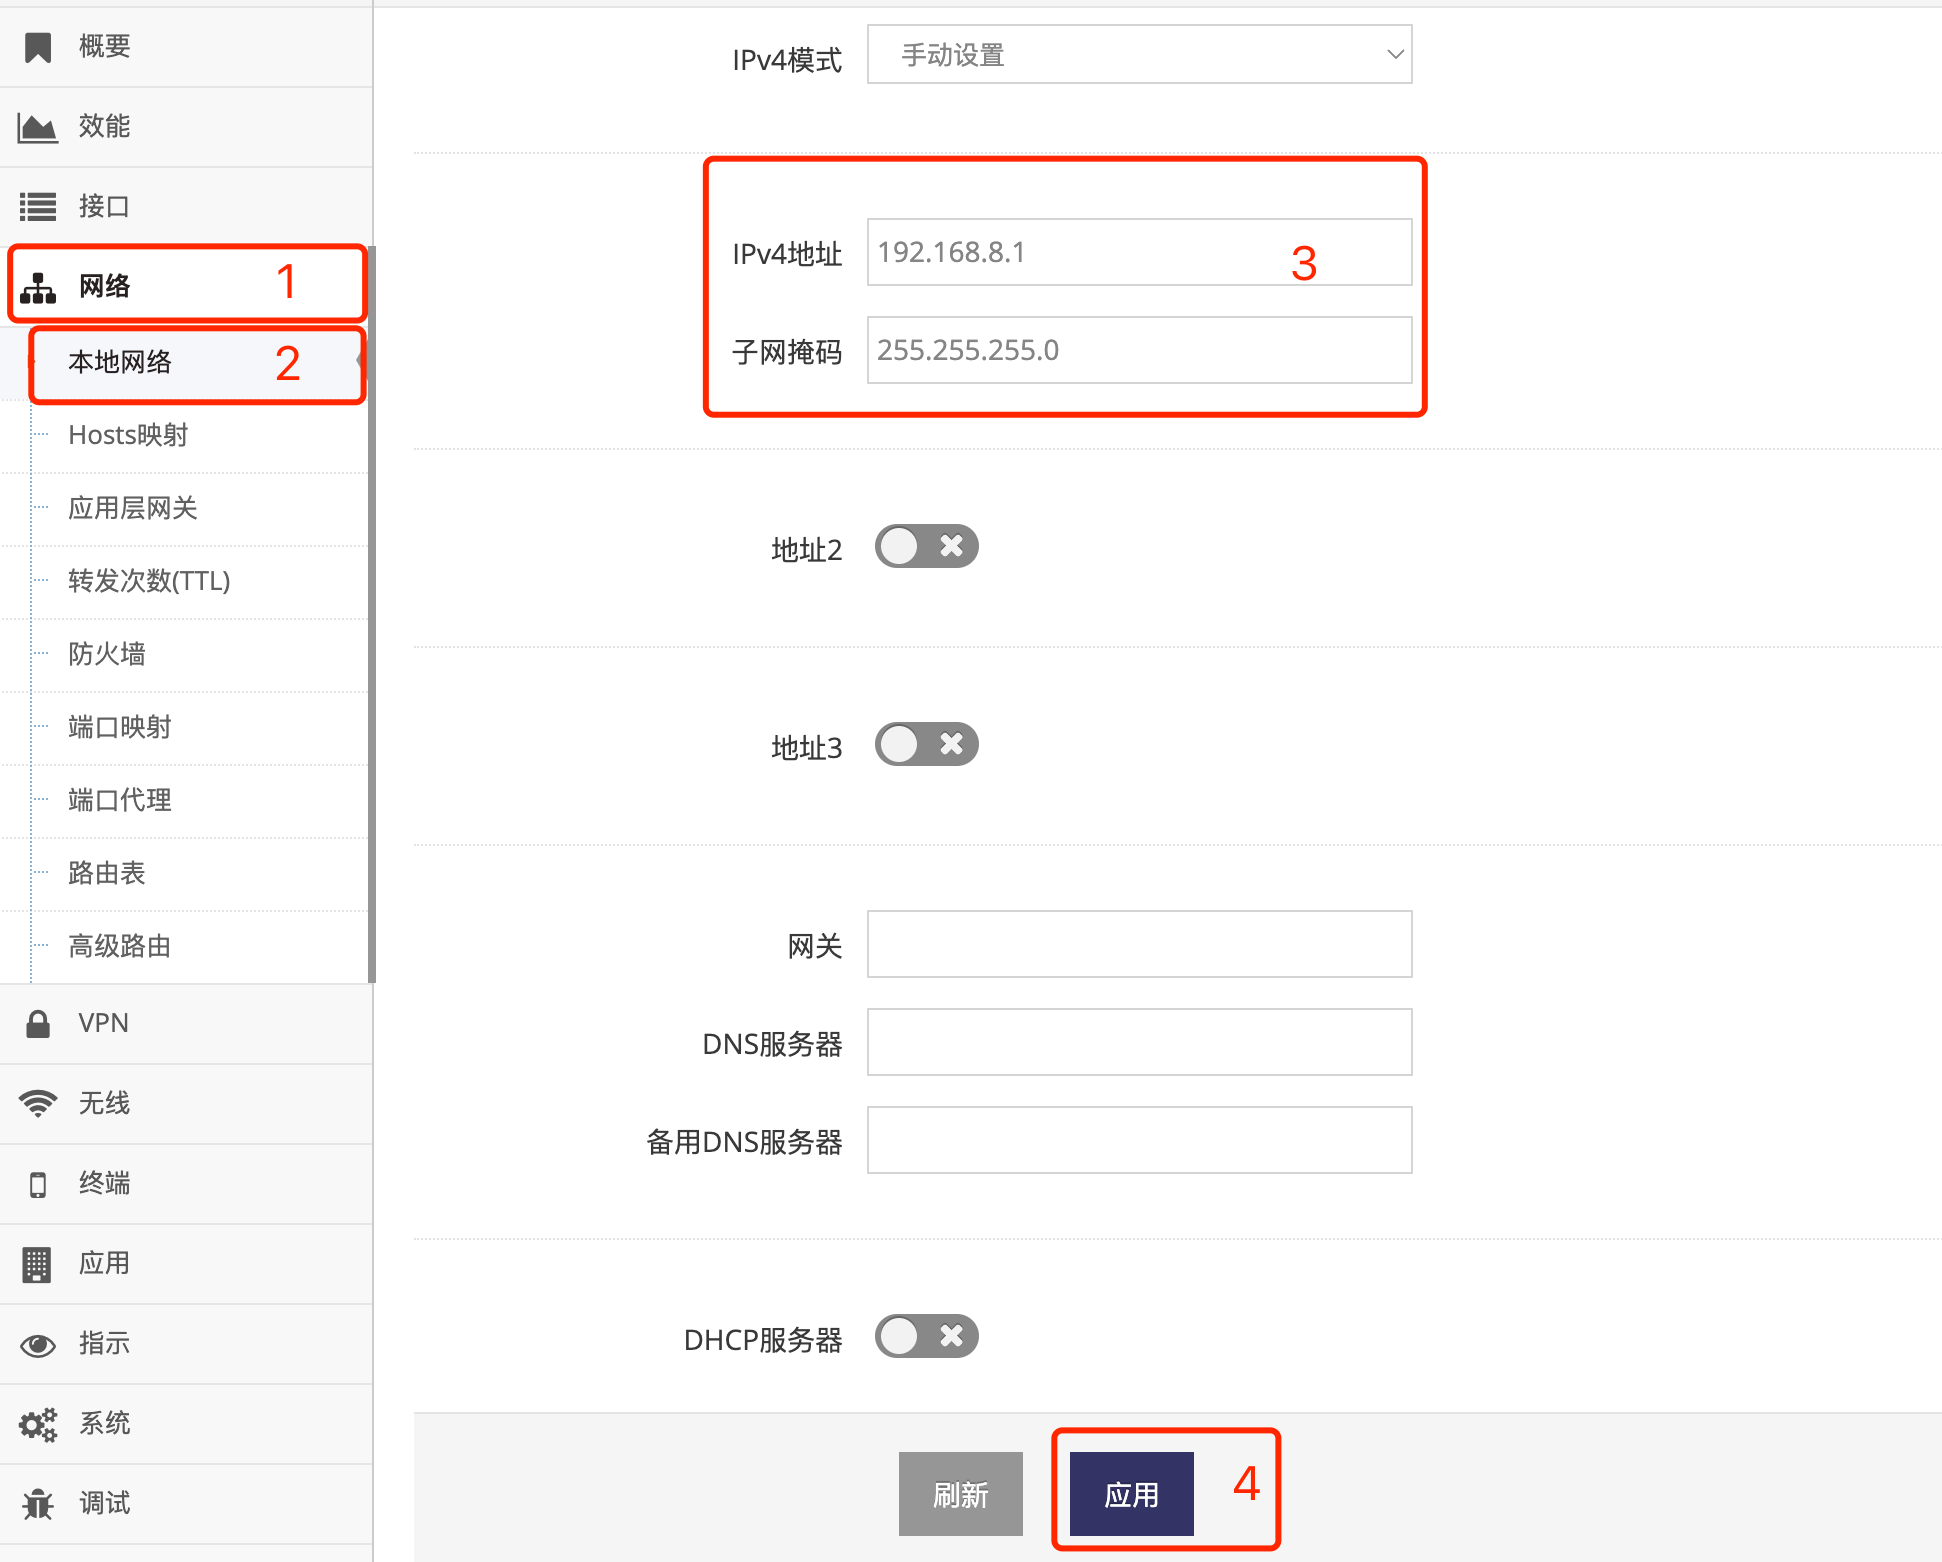 概要
效能
接口
网络 1
本地网络 2
Hosts映射
应用层网关
转发次数(TTL)
防火墙
端口映射
端口代理
路由表
高级路由
VPN
无线
终端
应用
指示
系统
调试
IPv4模式 手动设置
IPv4地址 192.168.8.1 3
子网掩码 255.255.255.0
地址2
地址3
网关
DNS服务器
备用DNS服务器
DHCP服务器
刷新 应用 4